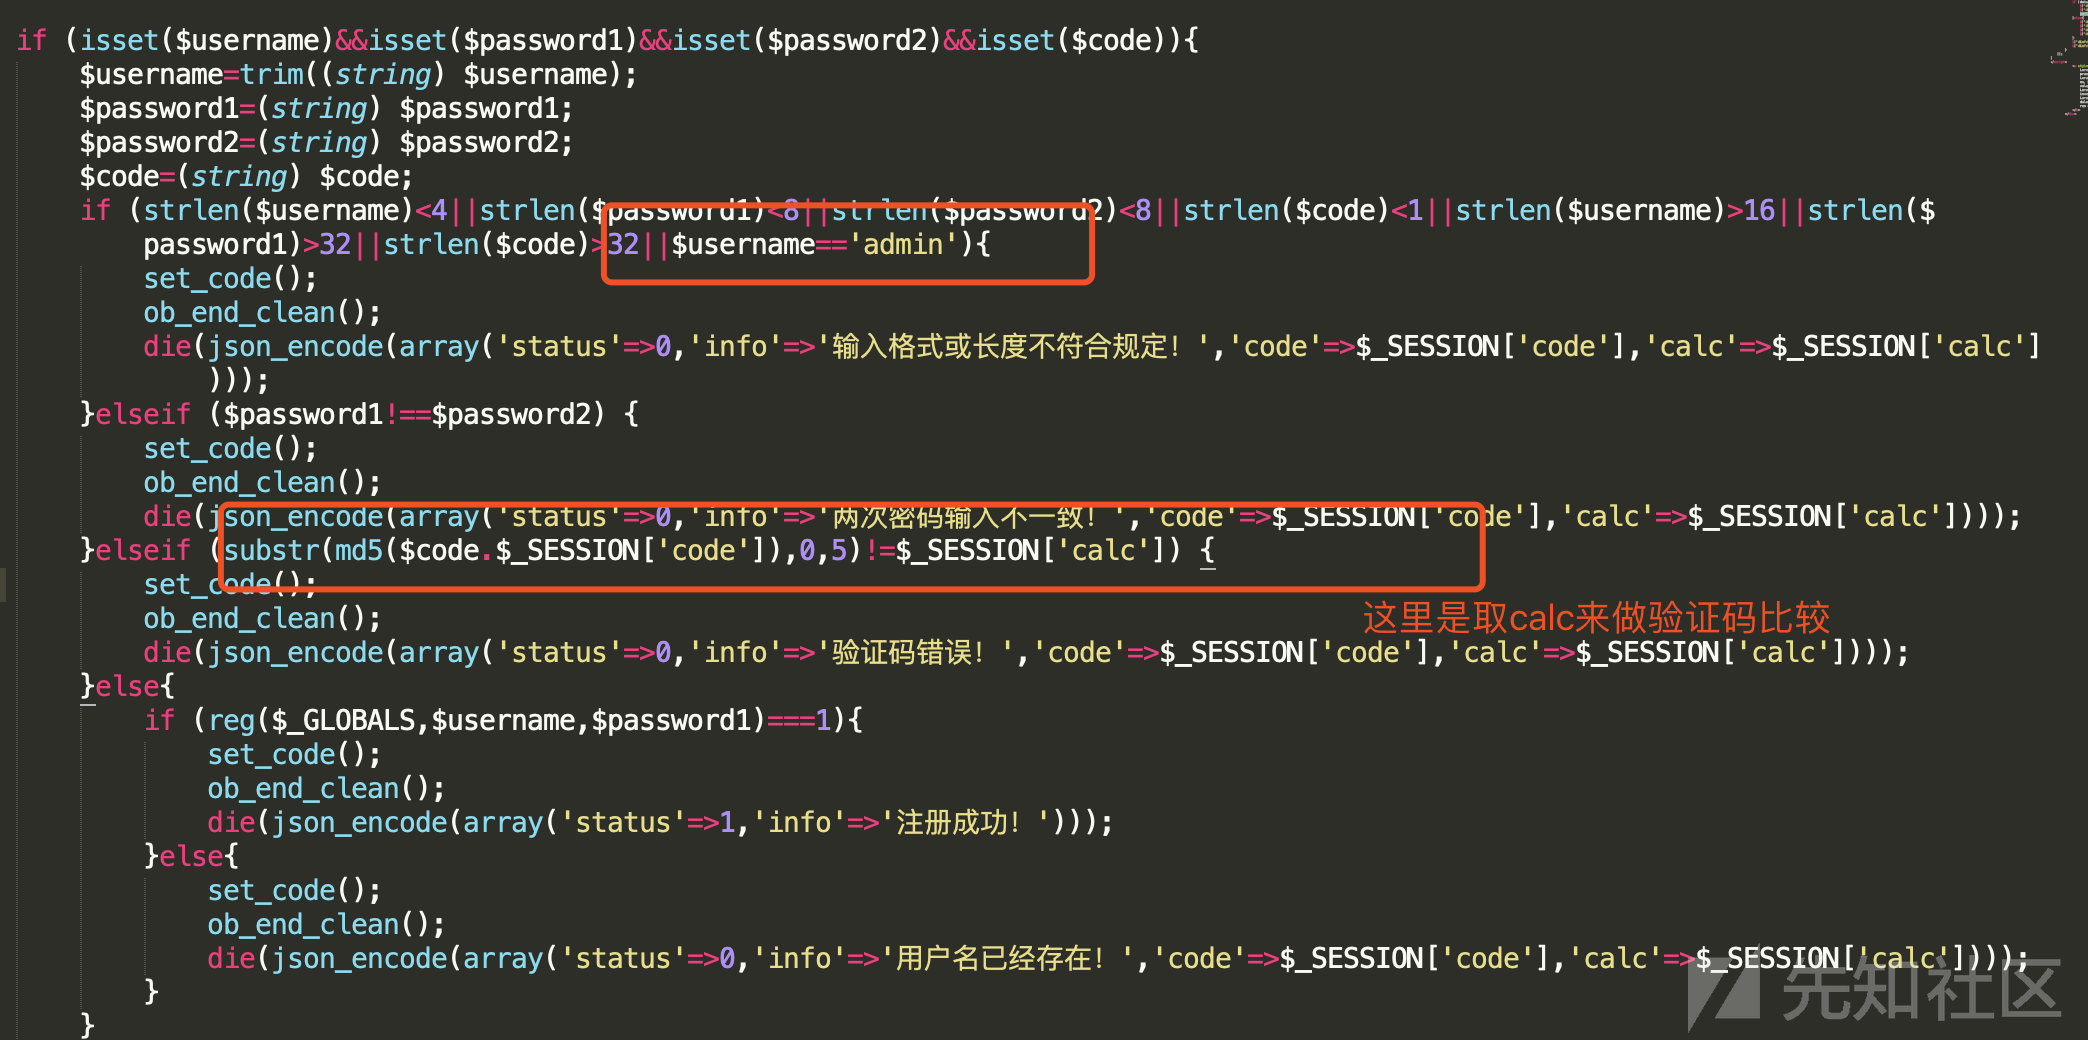 if (isset($username)&&isset($password1)&&isset($password2)&&isset($code)){
$username=trim((string) $username);
$password1=(string) $password1;
$password2=(string) $password2;
$code=(string) $code;
if (strlen($username)<4||strlen($password1)<8||strlen($password2)<8||strlen($code)<1||strlen($username)>16||strlen($
password1)>32||strlen($code)>32||$username=='admin'){
set_code();
ob_end_clean();
die(json_encode(array('status'=>0,'info'=>'输入格式或长度不符合规定！','code'=>$_SESSION['code'],'calc'=>$_SESSION['calc']
)));
}elseif ($password1!==$password2) {
set_code();
ob_end_clean();
die(json_encode(array('status'=>0,'info'=>'两次密码输入不一致！','code'=>$_SESSION['code'],'calc'=>$_SESSION['calc'])));
}elseif (substr(md5($code.$_SESSION['code']),0,5)!=$_SESSION['calc']) {
set_code();
这里是取calc来做验证码比较
ob_end_clean();
die(json_encode(array('status'=>0,'info'=>'验证码错误！','code'=>$_SESSION['code'],'calc'=>$_SESSION['calc'])));
}else{
if (reg($_GLOBALS,$username,$password1)===1){
set_code();
ob_end_clean();
die(json_encode(array('status'=>1,'info'=>'注册成功！')));
}else{
set_code();
ob_end_clean();
die(json_encode(array('status'=>0,'info'=>'用户名已经存在！','code'=>$_SESSION['code'],'calc'=>$_SESSION['calc'])));
}
}
先知社区